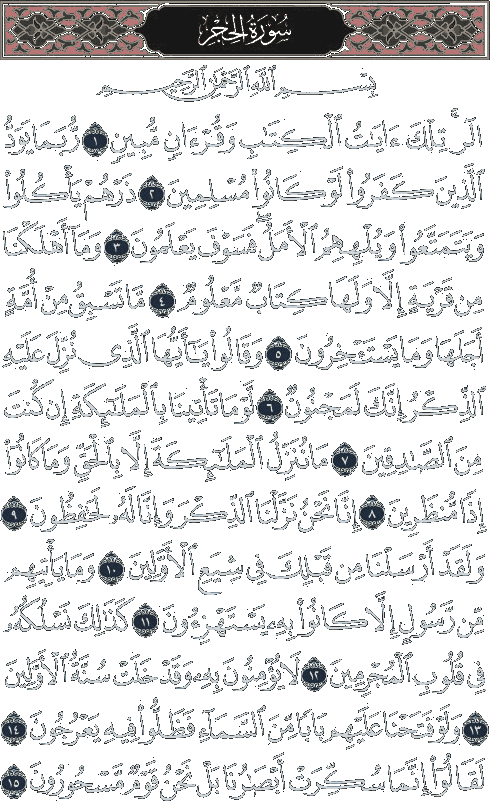 سُورَةُ الحِجْرِ
بِسْمِ ٱللَّهِ ٱلرَّحْمَٰنِ ٱلرَّحِيمِ
الٓرۚ تِلْكَ ءَايَٰتُ ٱلْكِتَٰبِ وَقُرْءَانٍ مُّبِينٍ ١ رُّبَمَا يَوَدُّ
ٱلَّذِينَ كَفَرُوا۟ لَوْ كَانُوا۟ مُسْلِمِينَ ٢ ذَرْهُمْ يَأْكُلُوا۟
وَيَتَمَتَّعُوا۟ وَيُلْهِهِمُ ٱلْأَمَلُۖ فَسَوْفَ يَعْلَمُونَ ٣ وَمَآ أَهْلَكْنَا
مِن قَرْيَةٍ إِلَّا وَلَهَا كِتَابٌ مَّعْلُومٌ ٤ مَّا تَسْبِقُ مِنْ أُمَّةٍ
أَجَلَهَا وَمَا يَسْتَـْٔخِرُونَ ٥ وَقَالُوا۟ يَٰٓأَيُّهَا ٱلَّذِى نُزِّلَ عَلَيْهِ
ٱلذِّكْرُ إِنَّكَ لَمَجْنُونٌ ٦ لَّوْ مَا تَأْتِينَا بِٱلْمَلَٰٓئِكَةِ إِن كُنتَ
مِنَ ٱلصَّٰدِقِينَ ٧ مَا نُنَزِّلُ ٱلْمَلَٰٓئِكَةَ إِلَّا بِٱلْحَقِّ وَمَا كَانُوٓا۟
إِذًا مُّنظَرِينَ ٨ إِنَّا نَحْنُ نَزَّلْنَا ٱلذِّكْرَ وَإِنَّا لَهُۥ لَحَٰفِظُونَ ٩
وَلَقَدْ أَرْسَلْنَا مِن قَبْلِكَ فِى شِيَعِ ٱلْأَوَّلِينَ ١٠ وَمَا يَأْتِيهِم
مِّن رَّسُولٍ إِلَّا كَانُوا۟ بِهِۦ يَسْتَهْزِءُونَ ١١ كَذَٰلِكَ نَسْلُكُهُۥ
فِى قُلُوبِ ٱلْمُجْرِمِينَ ١٢ لَا يُؤْمِنُونَ بِهِۦ وَقَدْ خَلَتْ سُنَّةُ ٱلْأَوَّلِينَ
١٣ وَلَوْ فَتَحْنَا عَلَيْهِم بَابًا مِّنَ ٱلسَّمَآءِ فَظَلُّوا۟ فِيهِ يَعْرُجُونَ ١٤
لَقَالُوٓا۟ إِنَّمَا سُكِّرَتْ أَبْصَٰرُنَا بَلْ نَحْنُ قَوْمٌ مَّسْحُورُونَ ١٥